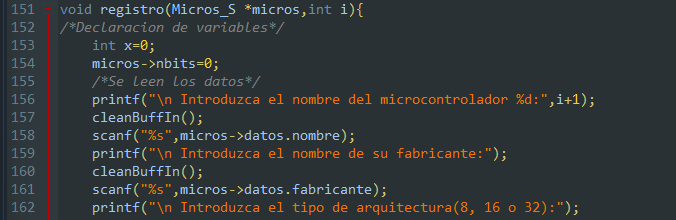 151 void registro(Micros_S *micros,int i){
152 /*Declaracion de variables*/
153 int x=0;
154 micros->nbits=0;
155 /*Se leen los datos*/
156 printf("\n Introduzca el nombre del microcontrolador %d:",i+1);
157 cleanBuffIn();
158 scanf("%s",micros->datos.nombre);
159 printf("\n Introduzca el nombre de su fabricante:");
160 cleanBuffIn();
161 scanf("%s",micros->datos.fabricante);
162 printf("\n Introduzca el tipo de arquitectura(8, 16 o 32):");